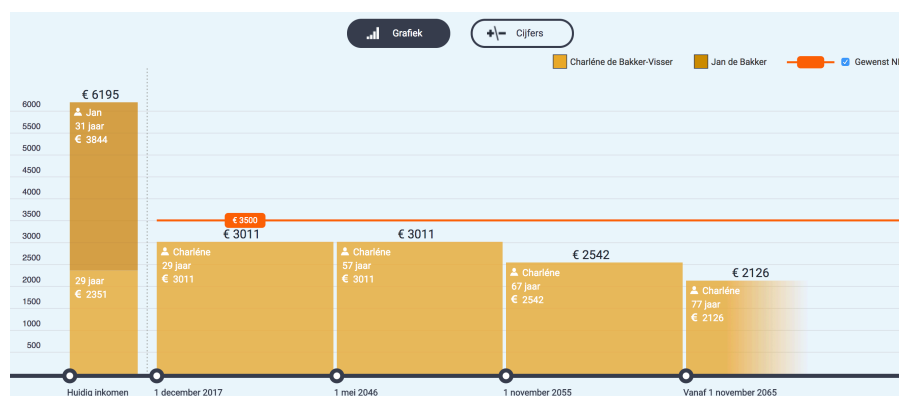 Grafiek
+\− Cijfers
Charléne de Bakker-Visser
Jan de Bakker
Gewenst NI
€ 6195
6000
5500
5000
4500
4000
3500
3000
2500
2000
1500
1000
500
Jan
31 jaar
€ 3844
29 jaar
€ 2351
€ 3500
€ 3011
Charléne
29 jaar
€ 3011
€ 3011
Charléne
57 jaar
€ 3011
€ 2542
Charléne
67 jaar
€ 2542
€ 2126
Charléne
77 jaar
€ 2126
Huidig inkomen
1 december 2017
1 mei 2046
1 november 2055
Vanaf 1 november 2065